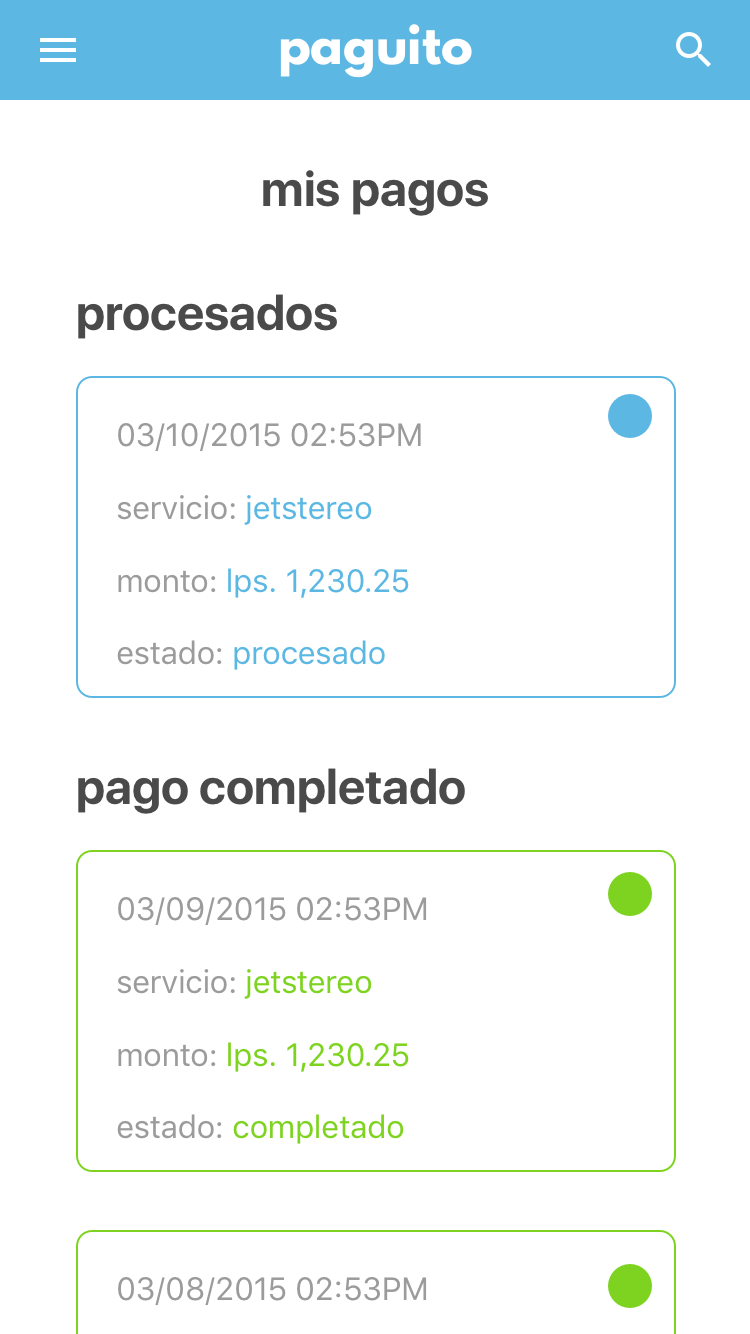 paguito
mis pagos
procesados
03/10/2015 02:53PM
servicio: jetstereo
monto: lps. 1,230.25
estado: procesado
pago completado
03/09/2015 02:53PM
servicio: jetstereo
monto: lps. 1,230.25
estado: completado
03/08/2015 02:53PM